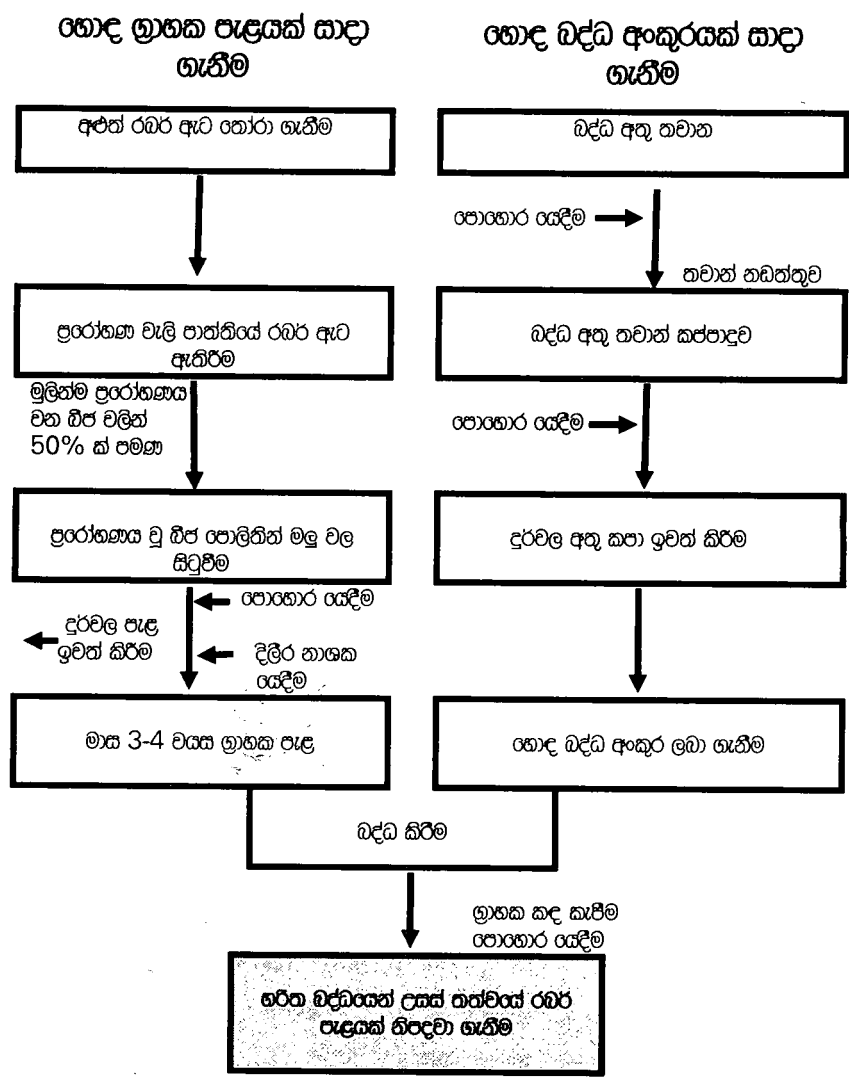 හොඳ ග්‍රාහක පැළයක් සාදා
ගැනීම
අළුත් රබර් ඇට තෝරා ගැනීම
ප්‍රරෝහණ වැලි පාත්තියේ රබර් ඇට
ඇතිරීම
මුලින්ම ප්‍රරෝහණය
වන බීජ වලින්
50% ක් පමණ
ප්‍රරෝහණය වූ බීජ පොලිතින් මලු වල
සිටුවීම
පොහොර යෙදීම
දුර්වල පැළ
ඉවත් කිරීම
දිලීර නාශක
යෙදීම
මාස 3-4 වයස ග්‍රාහක පැළ
හොඳ බද්ධ අංකුරයක් සාදා
ගැනීම
බද්ධ අතු තවාන
පොහොර යෙදීම
තවාන් නඩත්තුව
බද්ධ අතු තවාන් කප්පාදුව
පොහොර යෙදීම
දුර්වල අතු කපා ඉවත් කිරීම
හොඳ බද්ධ අංකුර ලබා ගැනීම
බද්ධ කිරීම
ග්‍රාහක කඳ කැපීම
පොහොර යෙදීම
හරිත බද්ධයෙන් උසස් තත්වයේ රබර්
පැළයක් නිපදවා ගැනීම